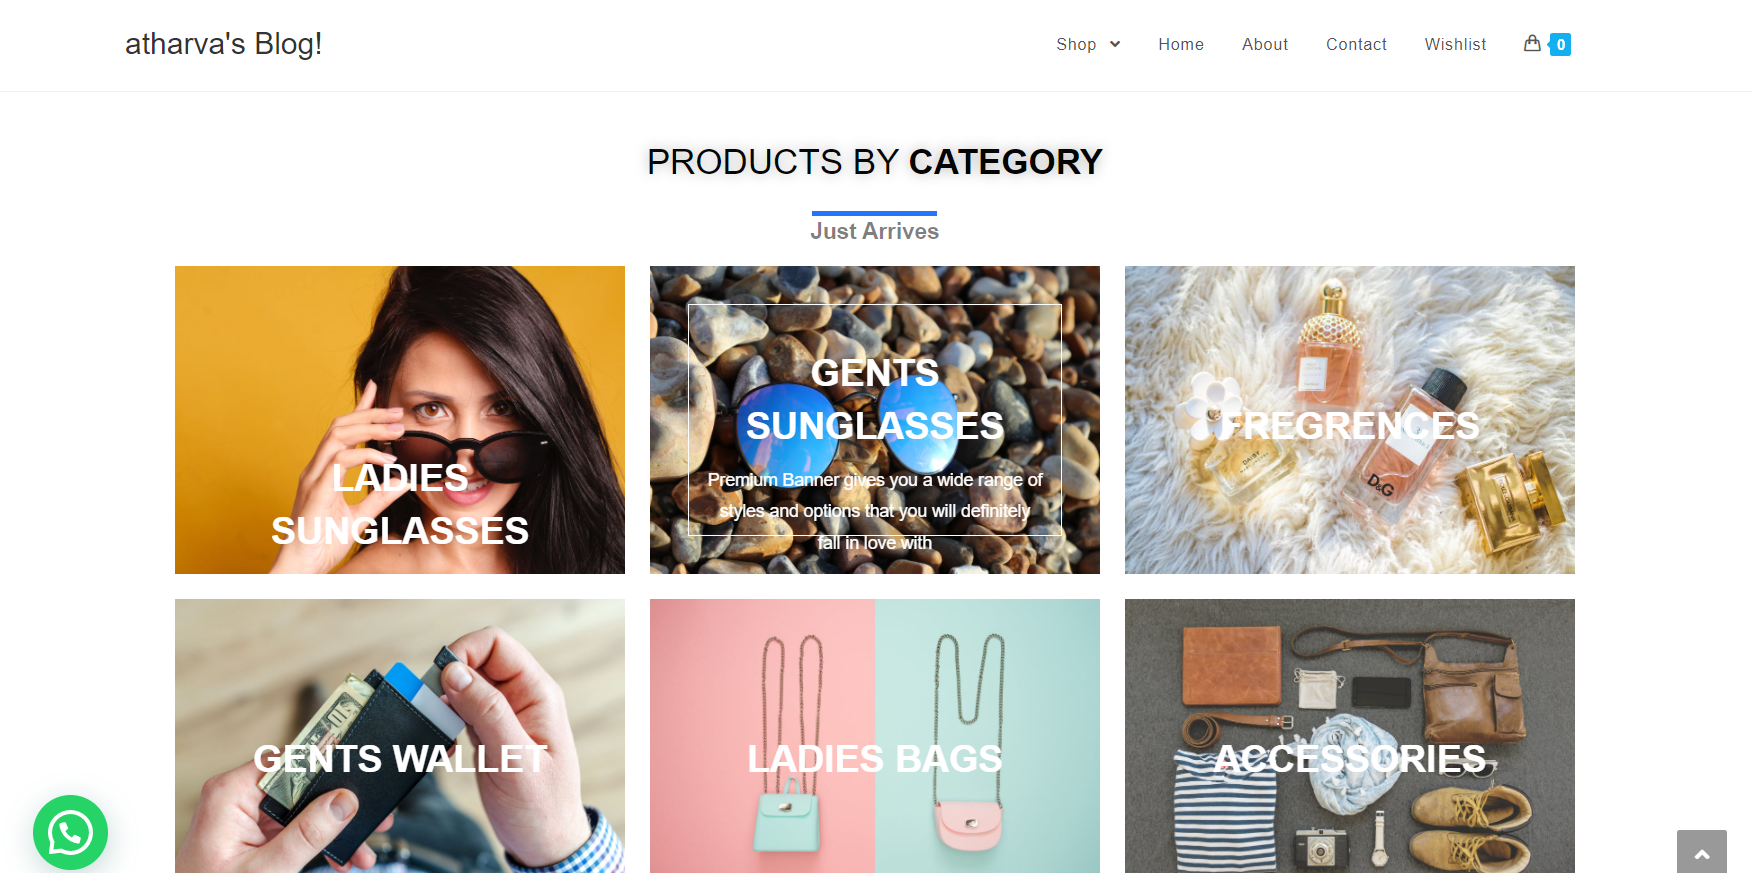 atharva's Blog!
Shop Home About Contact Wishlist 0
PRODUCTS BY CATEGORY
Just Arrives
LADIES
SUNGLASSES
GENTS
SUNGLASSES
Premium Banner gives you a wide range of
styles and options that you will definitely
fall in love with
FREGRENCES
DAISY
D&G
GENTS WALLET
LADIES BAGS
ACCESSORIES